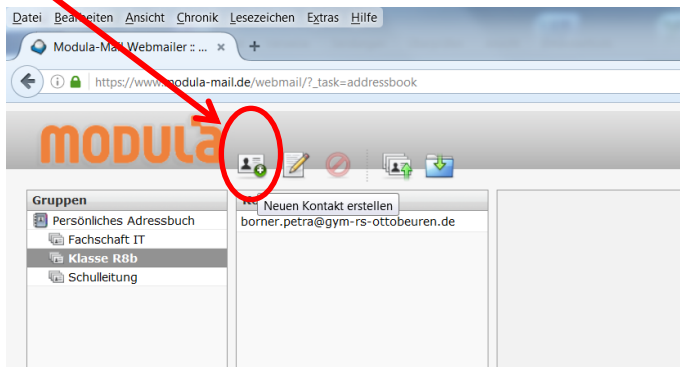 Datei Bearbeiten Ansicht Chronik Lesezeichen Extras Hilfe
Modula-Mail Webmailer :: ... × +
https://www.modula-mail.de/webmail/?_task=addressbook
MODULa
Gruppen
Neuen Kontakt erstellen
Persönliches Adressbuch
borner.petra@gym-rs-ottobeuren.de
Fachschaft IT
Klasse R8b
Schulleitung